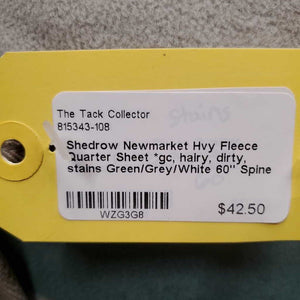 stains
The Tack Collector
815343-108
Shedrow Newmarket Hvy Fleece
Quarter Sheet *gc, hairy, dirty,
stains Green/Grey/White 60" Spine
WZG3G8
$42.50